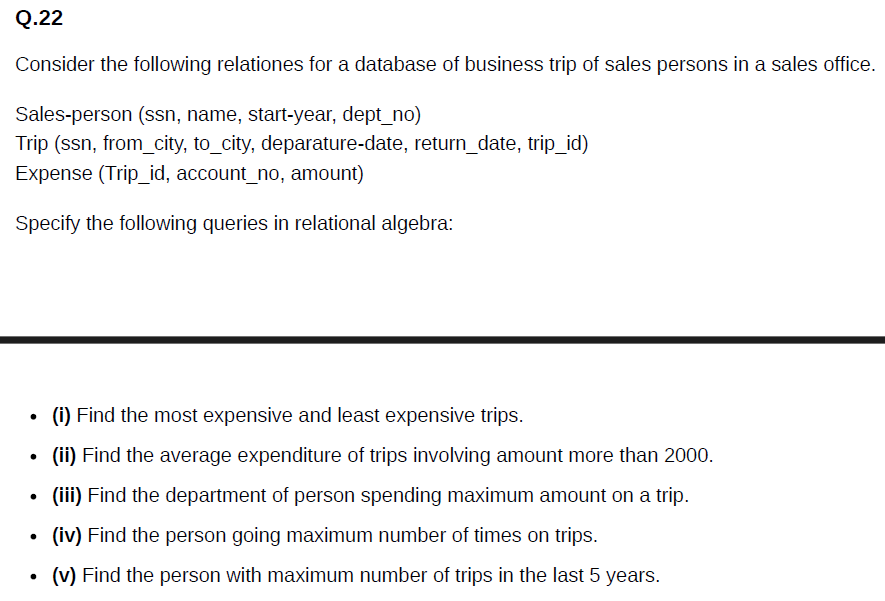 Q.22
Consider the following relationes for a database of business trip of sales persons in a sales office.
Sales-person (ssn, name, start-year, dept_no)
Trip (ssn, from_city, to_city, deparature-date, return_date, trip_id)
Expense (Trip_id, account_no, amount)
Specify the following queries in relational algebra:
• (i) Find the most expensive and least expensive trips.
• (ii) Find the average expenditure of trips involving amount more than 2000.
• (iii) Find the department of person spending maximum amount on a trip.
• (iv) Find the person going maximum number of times on trips.
• (v) Find the person with maximum number of trips in the last 5 years.